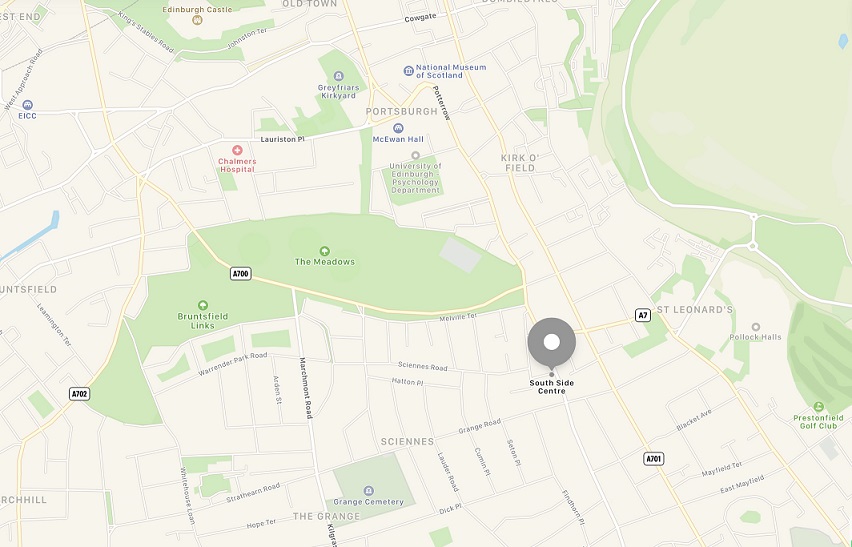 EST END
Edinburgh Castle
OLD TOWN
King's Stables Road
Johnston Ter
Cowgate
West Approach Road
National Museum
of Scotland
Greyfriars
Kirkyard
Potterrow
EICC
PORTSBURGH
McEwan Hall
Lauriston Pl
Chalmers
Hospital
University of
Edinburgh
Psychology
Department
KIRK O'
FIELD
The Meadows
A700
UNTSFIELD
Leamington Ter
Bruntsfield
Links
Melville Ter
A7
ST LEONARD'S
Pollock Halls
Warrender Park Road
Arden St
Marchmont Road
Sciennes Road
Hatton Pl
South Side
Centre
A702
Prestonfield
Golf Club
Blacket Ave
Grange Road
SCIENNES
Lauder Road
Cumin Pl
Seton Pl
A701
Mayfield Ter
East Mayfield
Whitehouse Loan
Strathearn Road
Grange Cemetery
Findhorn Pl
RCHHILL
Hope Ter
THE GRANGE
Dick Pl
Kilgras